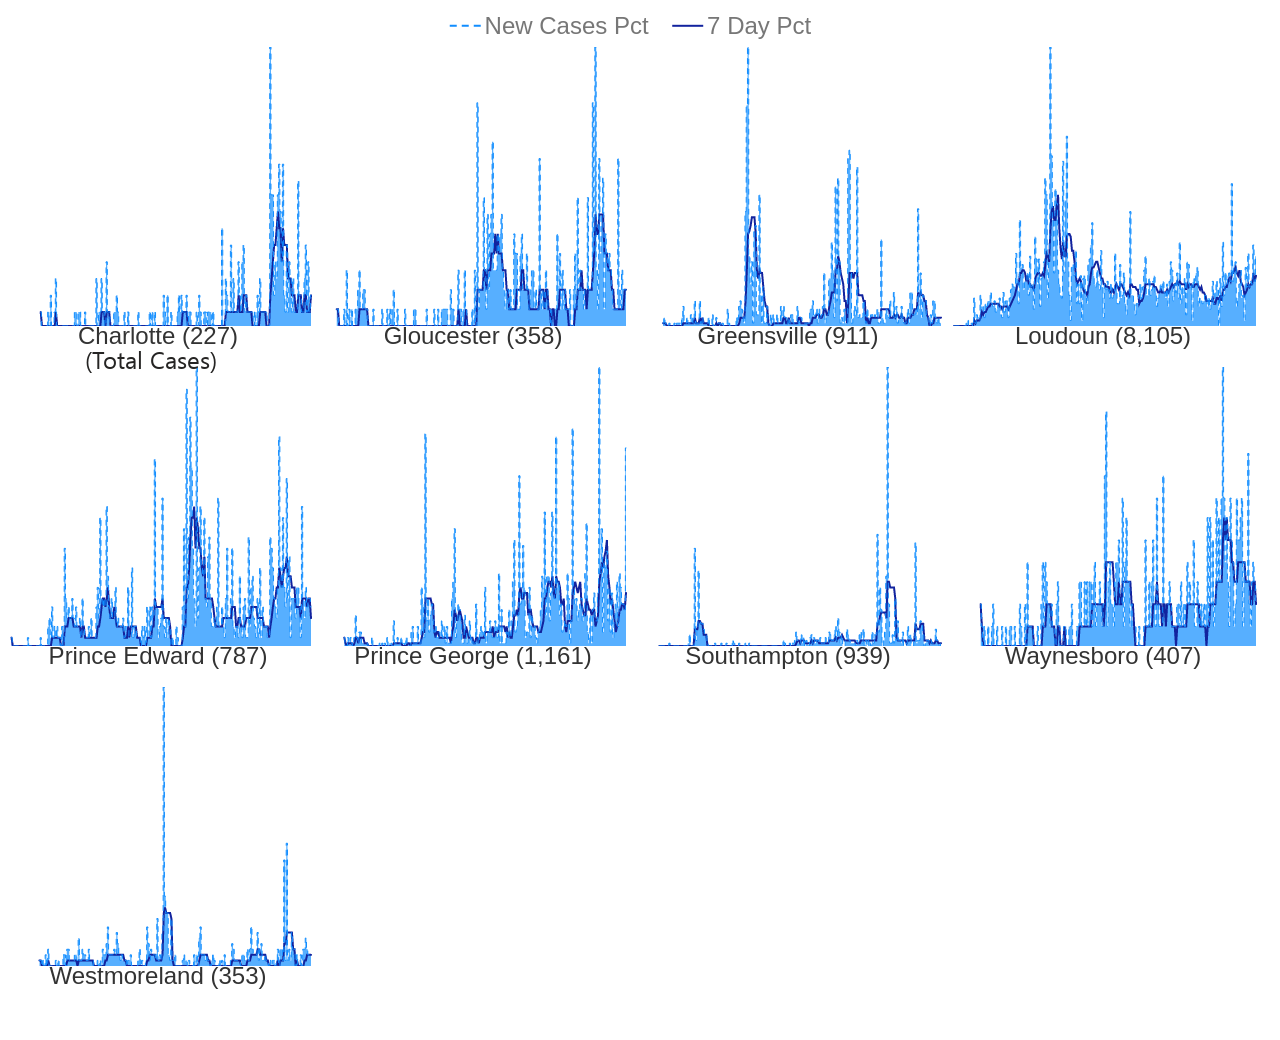 New Cases Pct 7 Day Pct
Charlotte (227) Gloucester (358) Greensville (911) Loudoun (8,105)
(Total Cases)
Prince Edward (787) Prince George (1,161) Southampton (939) Waynesboro (407)
Westmoreland (353)